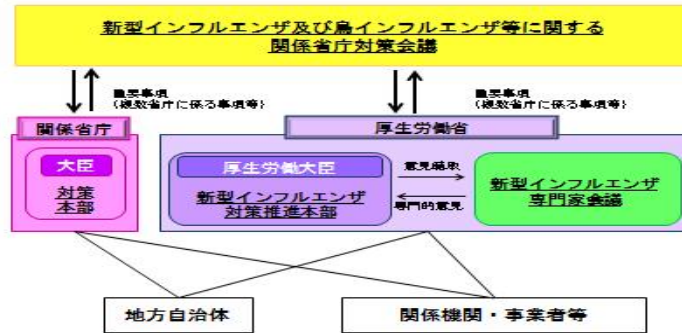 新型インフルエンザ及び鳥インフルエンザ等に関する
関係省庁対策会議
重要事項
(複数省庁に係る事項等)
重要事項
(複数省庁に係る事項等)
関係省庁
厚生労働省
大臣
対策
本部
厚生労働大臣
新型インフルエンザ
対策推進本部
意見聴取
専門的意見
新型インフルエンザ
専門家会議
地方自治体
関係機関・事業者等